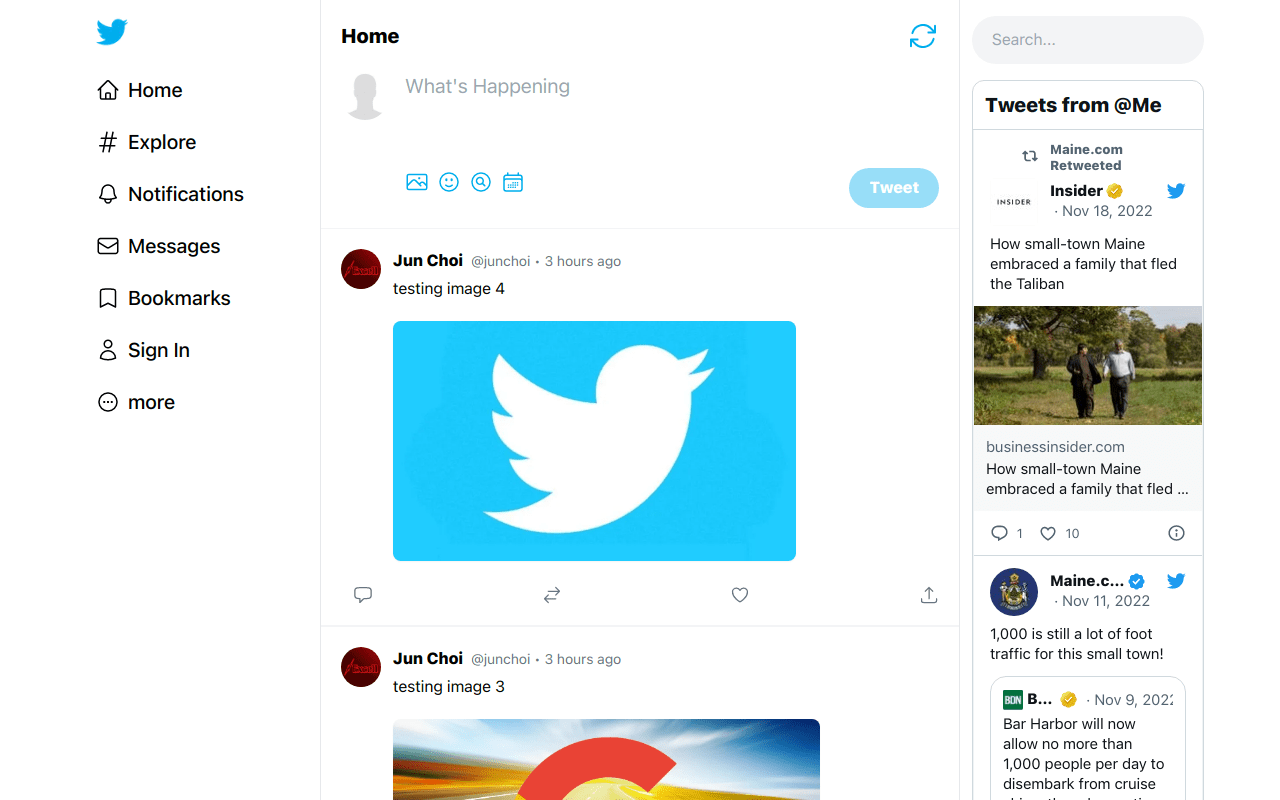 Home
Explore
Notifications
Messages
Bookmarks
Sign In
more
Home
What's Happening
Tweet
Jun Choi @junchoi • 3 hours ago
testing image 4
Jun Choi @junchoi • 3 hours ago
testing image 3
Search...
Tweets from @Me
Maine.com
Retweeted
INSIDER
Insider
· Nov 18, 2022
How small-town Maine
embraced a family that fled
the Taliban
businessinsider.com
How small-town Maine
embraced a family that fled ...
1 10
Maine.c...
· Nov 11, 2022
1,000 is still a lot of foot
traffic for this small town!
BDN B... · Nov 9, 2022
Bar Harbor will now
allow no more than
1,000 people per day to
disembark from cruise